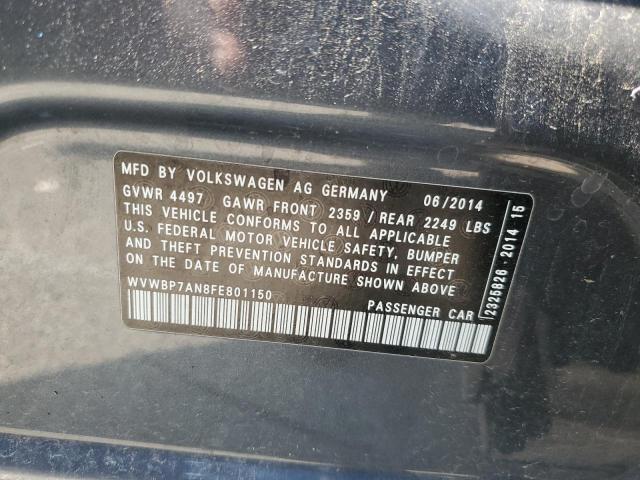 MFD BY VOLKSWAGEN AG GERMANY 06/2014
GVWR 4497 GAWR FRONT 2359 / REAR 2249 LBS
THIS VEHICLE CONFORMS TO ALL APPLICABLE
U.S. FEDERAL MOTOR VEHICLE SAFETY, BUMPER
AND THEFT PREVENTION STANDARDS IN EFFECT
ON THE DATE OF MANUFACTURE SHOWN ABOVE
WVWBP7AN8FE801150
PASSENGER CAR
2325826 - 2014 15